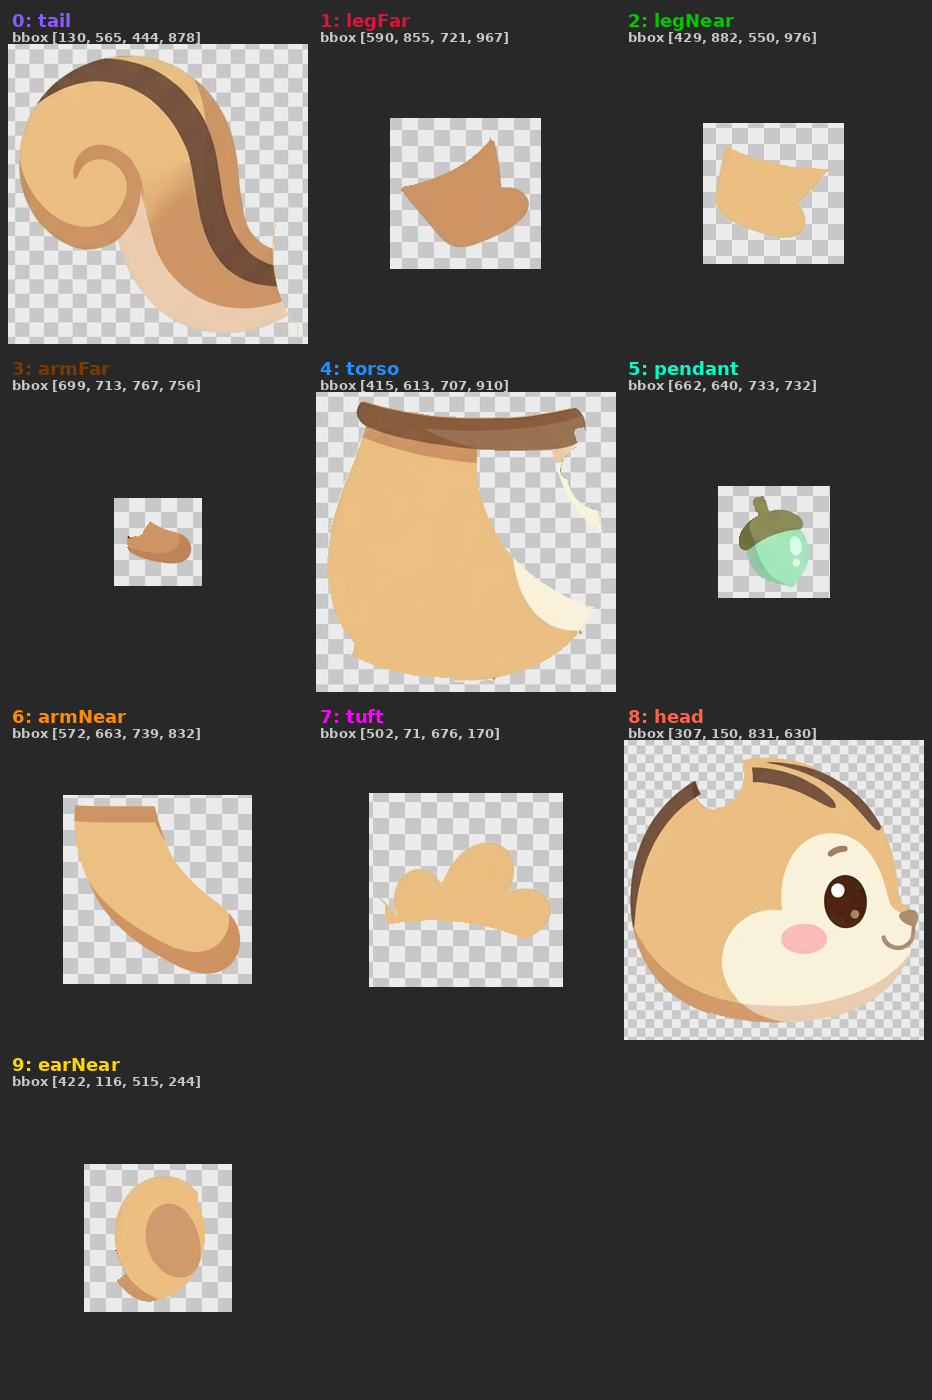 0: tail
bbox [130, 565, 444, 878]
1: legFar
bbox [590, 855, 721, 967]
2: legNear
bbox [429, 882, 550, 976]
3: armFar
bbox [699, 713, 767, 756]
4: torso
bbox [415, 613, 707, 910]
5: pendant
bbox [662, 640, 733, 732]
6: armNear
bbox [572, 663, 739, 832]
7: tuft
bbox [502, 71, 676, 170]
8: head
bbox [307, 150, 831, 630]
9: earNear
bbox [422, 116, 515, 244]